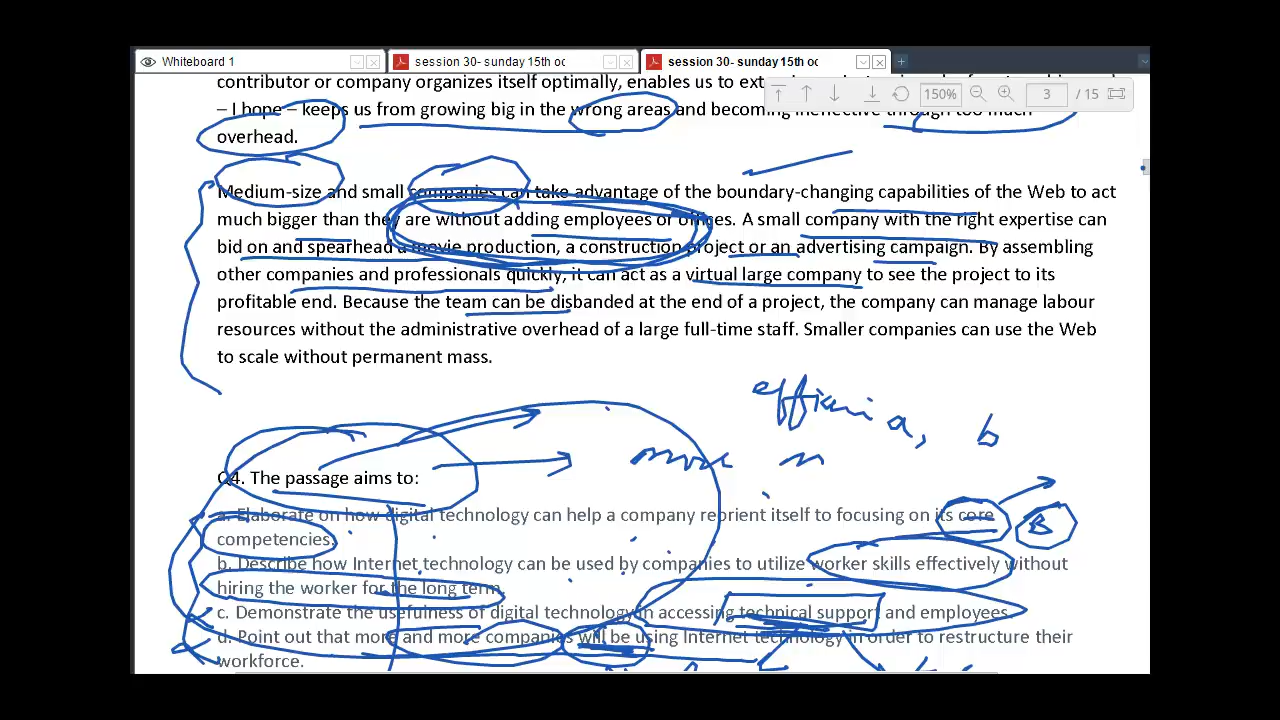 Whiteboard 1
session 30- sunday 15th oc
session 30- sunday 15th oc
150%
3
/ 15
contributor or company organizes itself optimally, enables us to
– I hope – keeps us from growing big in the wrong areas and becoming ineffective through too much
overhead.
Medium-size and small companies can take advantage of the boundary-changing capabilities of the Web to act
much bigger than they are without adding employees or offices. A small company with the right expertise can
bid on and spearhead a movie production, a construction project or an advertising campaign. By assembling
other companies and professionals quickly, it can act as a virtual large company to see the project to its
profitable end. Because the team can be disbanded at the end of a project, the company can manage labour
resources without the administrative overhead of a large full-time staff. Smaller companies can use the Web
to scale without permanent mass.
a, b
more
Q4. The passage aims to:
a. Elaborate on how digital technology can help a company reorient itself to focusing on its core
competencies.
B
b. Describe how Internet technology can be used by companies to utilize worker skills effectively without
hiring the worker for the long term.
c. Demonstrate the usefulness of digital technology in accessing technical support and employees.
d. Point out that more and more companies will be using Internet technology in order to restructure their
workforce.